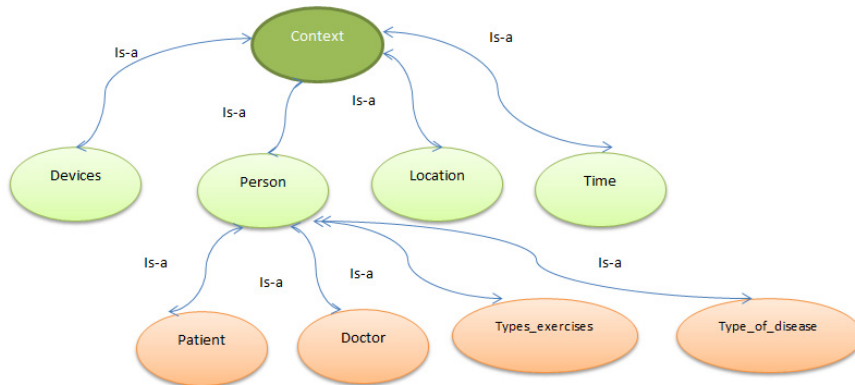 Context
Is-a
Is-a
Is-a
Is-a
Devices
Person
Location
Time
Is-a
Is-a
Is-a
Is-a
Patient
Doctor
Types_exercises
Type_of_disease